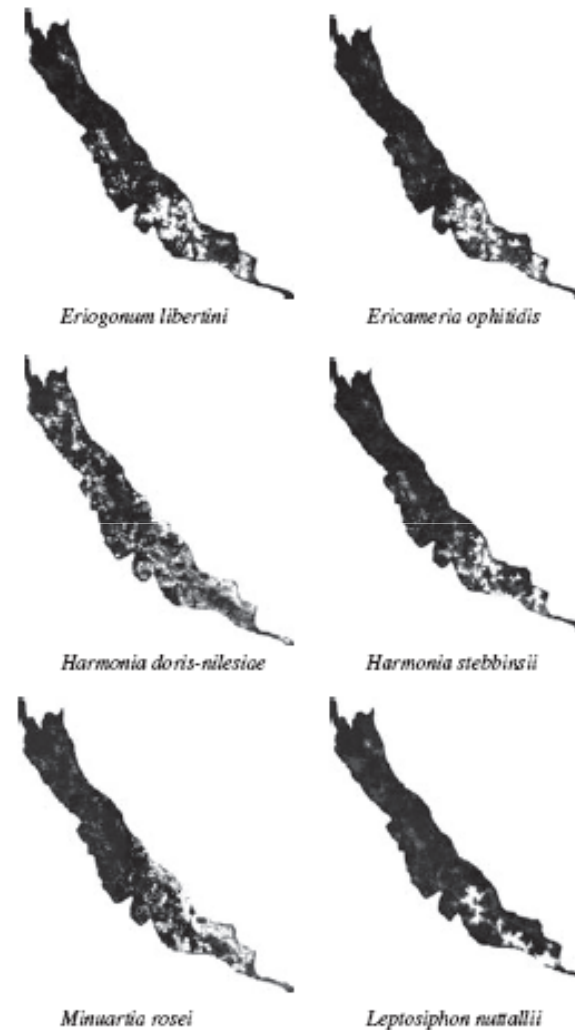 Eriogonum libertini
Ericameria ophitidis
Harmonia doris-nilesiae
Harmonia stebbinsii
Minuartia rosei
Leptosiphon nuttallii